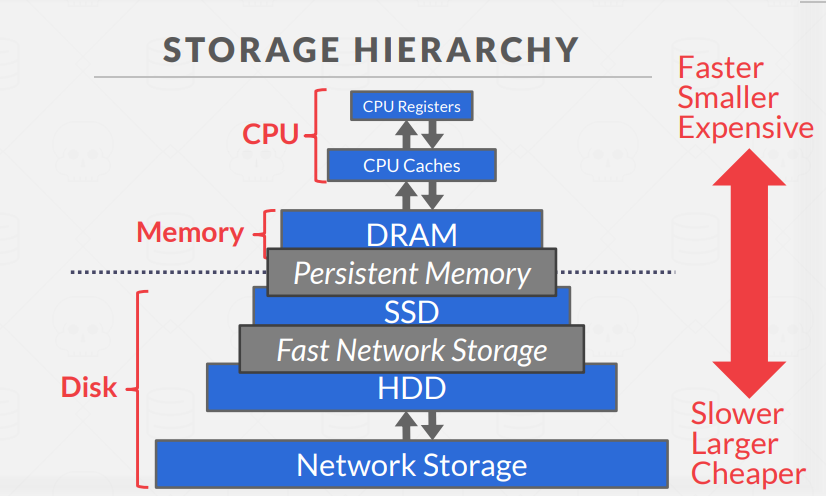 STORAGE HIERARCHY
Faster
Smaller
Expensive
CPU Registers
CPU
CPU Caches
Memory
DRAM
Persistent Memory
SSD
Fast Network Storage
Disk
HDD
Slower
Larger
Cheaper
Network Storage